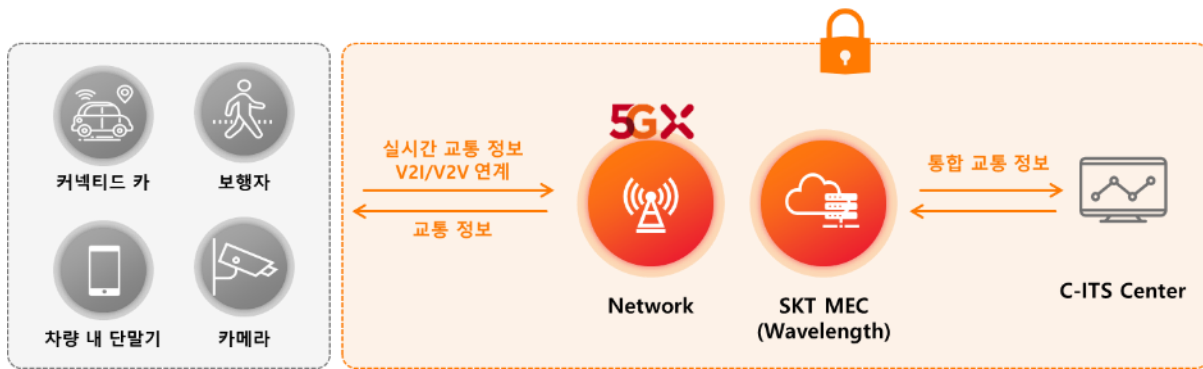 커넥티드 카
보행자
차량 내 단말기
카메라
실시간 교통 정보
V2I/V2V 연계
교통 정보
5GX
Network
SKT MEC
(Wavelength)
통합 교통 정보
C-ITS Center